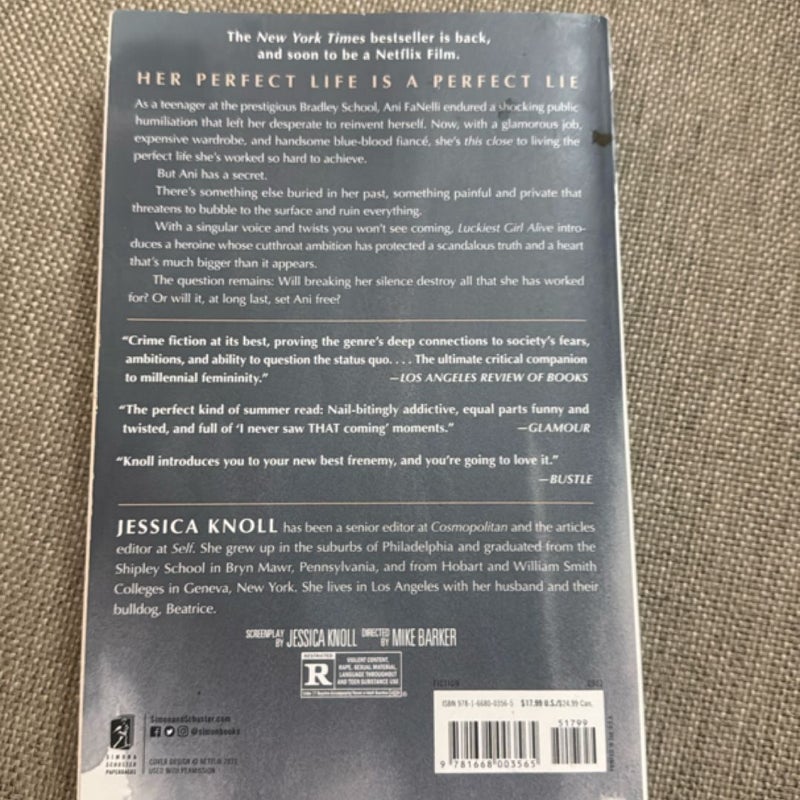 The New York Times bestseller is back,
and soon to be a Netflix Film.
HER PERFECT LIFE IS A PERFECT LIE
As a teenager at the prestigious Bradley School, Ani FaNelli endured a shocking public
humiliation that left her desperate to reinvent herself. Now, with a glamorous job,
expensive wardrobe, and handsome blue-blood fiancé, she's this close to living the
perfect life she's worked so hard to achieve.
But Ani has a secret.
There's something else buried in her past, something painful and private that
threatens to bubble to the surface and ruin everything.
With a singular voice and twists you won't see coming, Luckiest Girl Alive intro-
duces a heroine whose cutthroat ambition has protected a scandalous truth and a heart
that's much bigger than it appears.
The question remains: Will breaking her silence destroy all that she has worked
for? Or will it, at long last, set Ani free?
"Crime fiction at its best, proving the genre's deep connections to society's fears,
ambitions, and ability to question the status quo. . . . The ultimate critical companion
to millennial femininity." —LOS ANGELES REVIEW OF BOOKS
"The perfect kind of summer read: Nail-bitingly addictive, equal parts funny and
twisted, and full of 'I never saw THAT coming' moments." —GLAMOUR
"Knoll introduces you to your new best frenemy, and you're going to love it."
—BUSTLE
JESSICA KNOLL has been a senior editor at Cosmopolitan and the articles
editor at Self. She grew up in the suburbs of Philadelphia and graduated from the
Shipley School in Bryn Mawr, Pennsylvania, and from Hobart and William Smith
Colleges in Geneva, New York. She lives in Los Angeles with her husband and their
bulldog, Beatrice.
SCREENPLAY BY JESSICA KNOLL DIRECTED BY MIKE BARKER
RESTRICTED
R
VIOLENT CONTENT,
RAPE, SEXUAL MATERIAL,
LANGUAGE THROUGHOUT
AND TEEN SUBSTANCE USE
FICTION
ISBN 978-1-6680-0356-5 $17.99 U.S./$24.99 Can.
51799
9 781668 003565
SimonandSchuster.com
@simonbooks
SIMON &
SCHUSTER
PAPERBACKS
COVER DESIGN @ NETFLIX
USED WITH PERMISSION